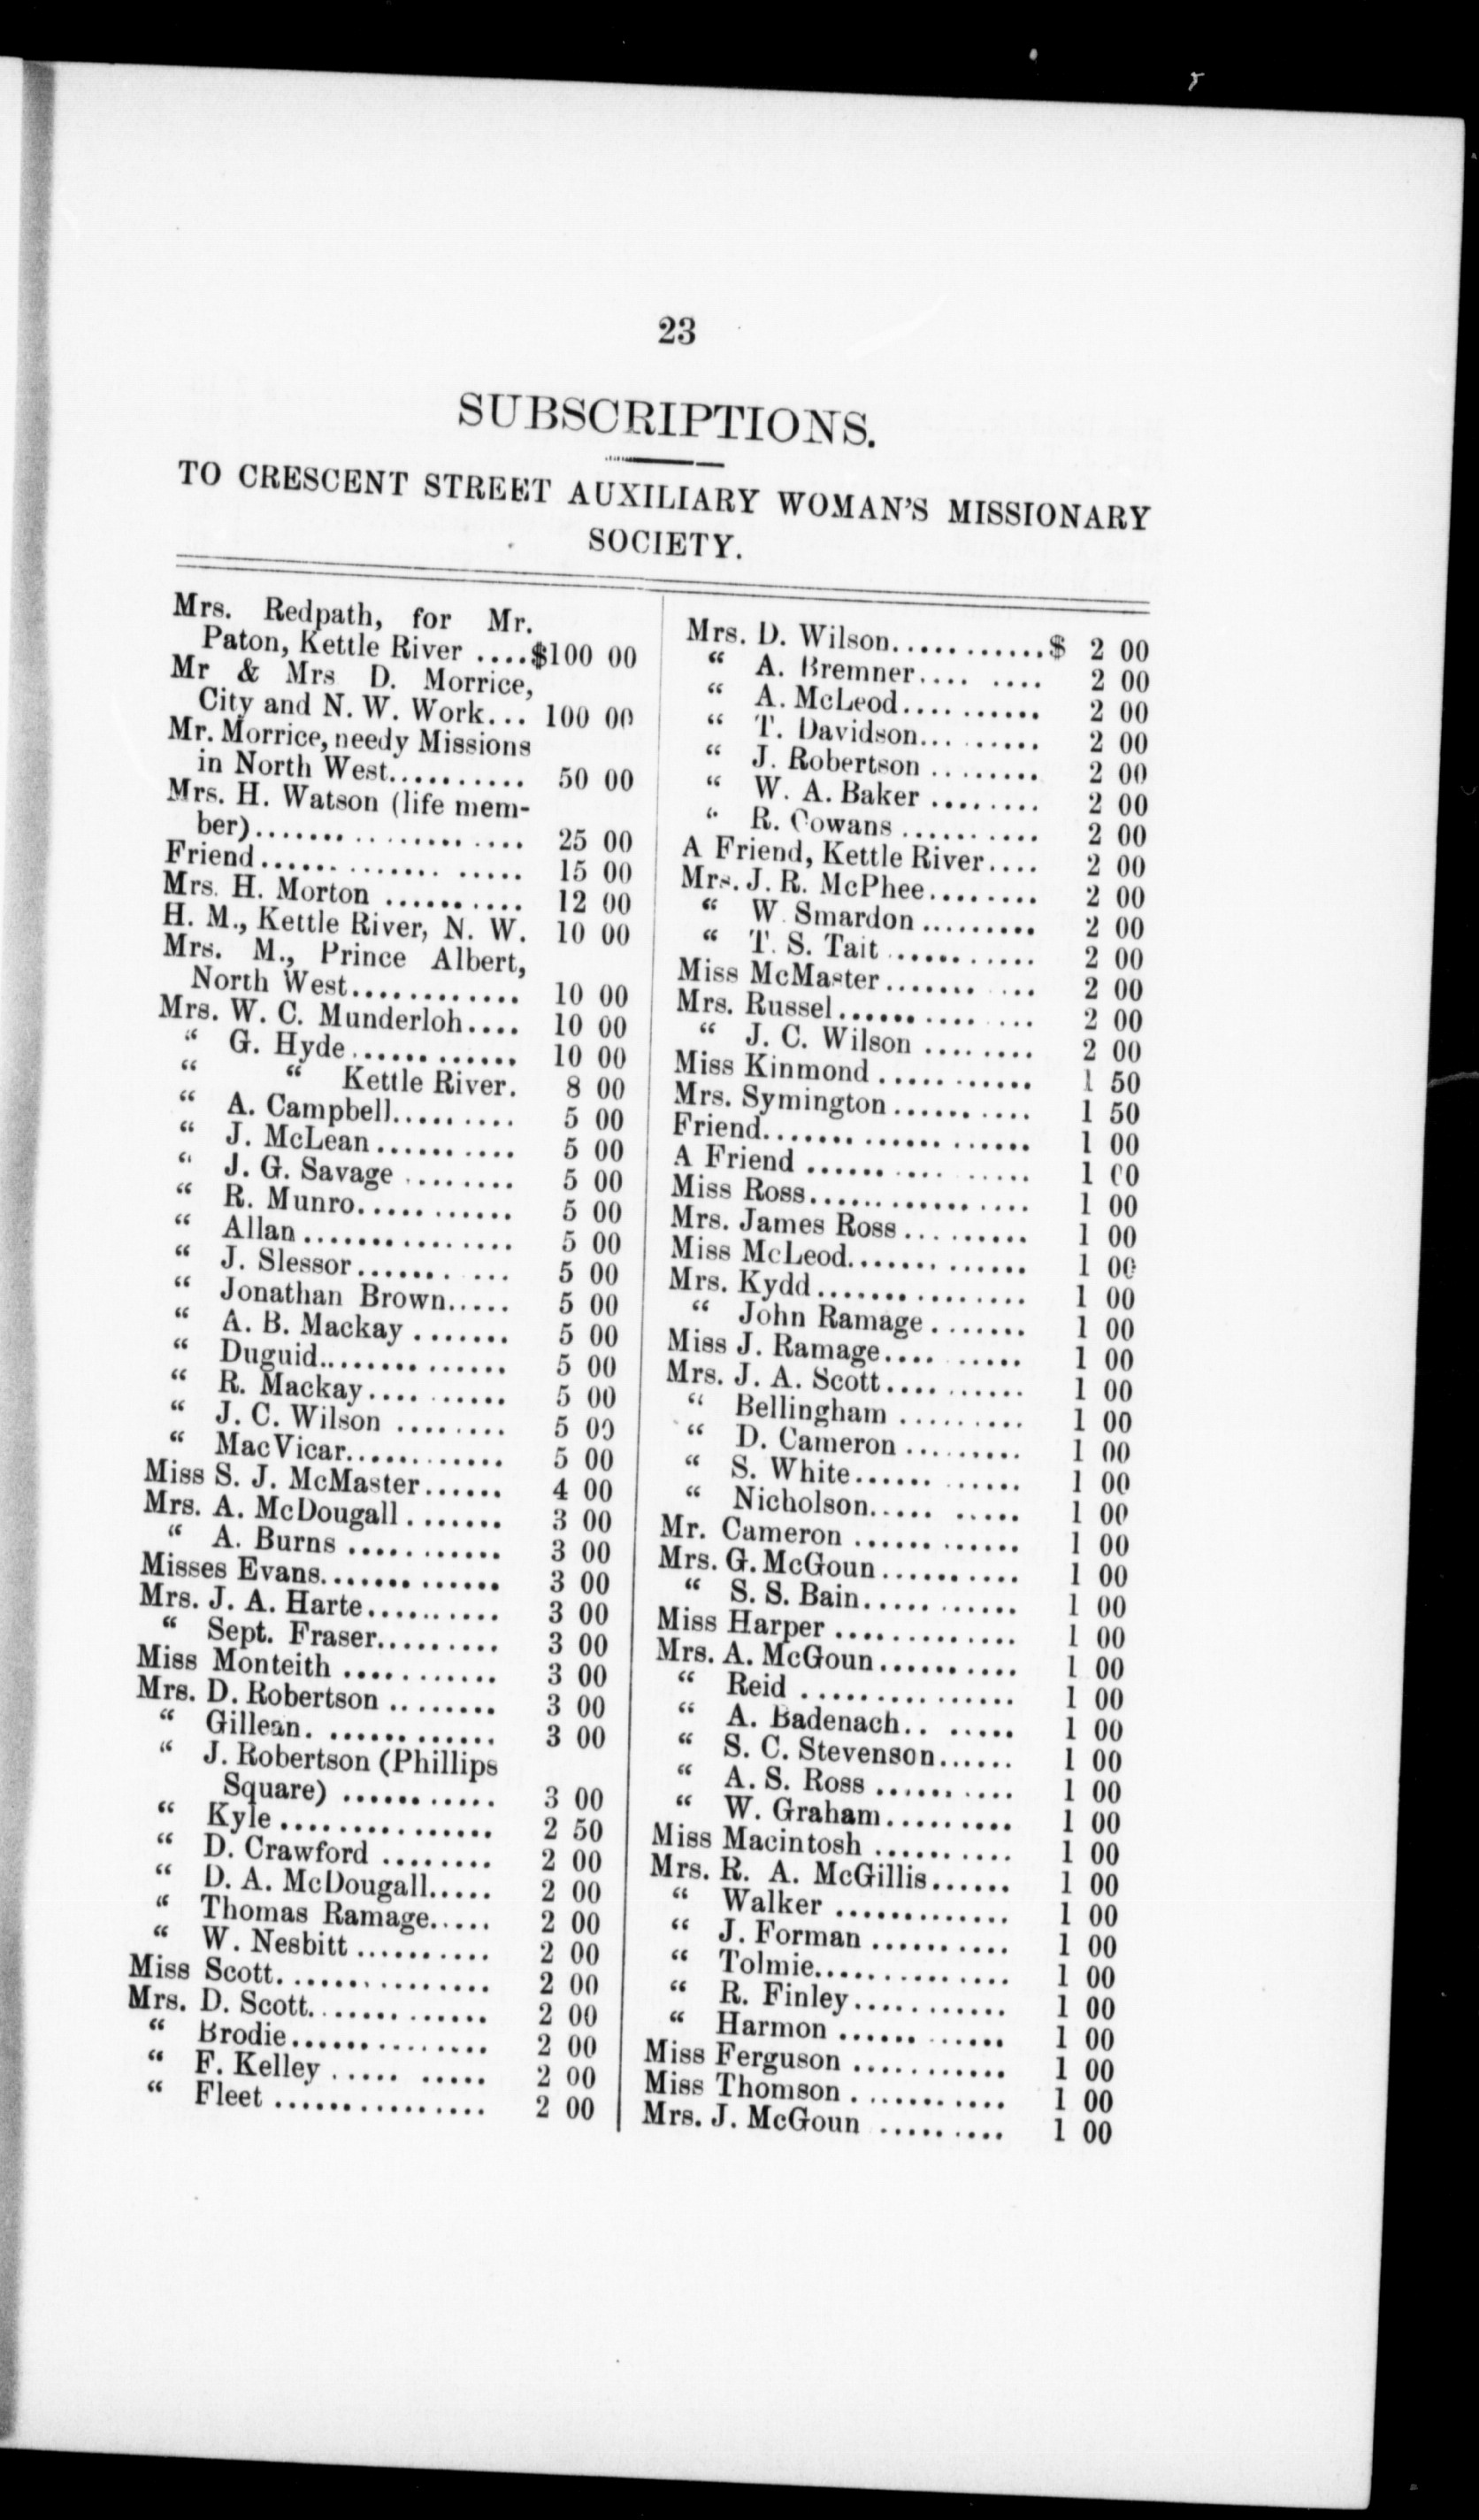 23
SUBSCRIPTIONS.
TO CRESCENT STREET AUXILIARY WOMAN'S MISSIONARY
SOCIETY.
Mrs. Redpath, for Mr.
Paton, Kettle River ....$100 00
Mr & Mrs D. Morrice,
City and N. W. Work... 100 00
Mr. Morrice, needy Missions
in North West.......... 50 00
Mrs. H. Watson (life mem-
ber).................... 25 00
Friend................... 15 00
Mrs. H. Morton .......... 12 00
H. M., Kettle River, N. W. 10 00
Mrs. M., Prince Albert,
North West............. 10 00
Mrs. W. C. Munderloh.... 10 00
“ G. Hyde............ 10 00
“ “ Kettle River. 8 00
“ A. Campbell......... 5 00
“ J. McLean.......... 5 00
“ J. G. Savage ........ 5 00
“ R. Munro........... 5 00
“ Allan............... 5 00
“ J. Slessor........... 5 00
“ Jonathan Brown..... 5 00
“ A. B. Mackay ....... 5 00
“ Duguid.............. 5 00
“ R. Mackay.......... 5 00
“ J. C. Wilson ........ 5 00
“ MacVicar............ 5 00
Miss S. J. McMaster...... 4 00
Mrs. A. McDougall ....... 3 00
“ A. Burns ........... 3 00
Misses Evans............. 3 00
Mrs. J. A. Harte.......... 3 00
“ Sept. Fraser......... 3 00
Miss Monteith ........... 3 00
Mrs. D. Robertson ........ 3 00
“ Gillean. ............ 3 00
“ J. Robertson (Phillips
Square) ........... 3 00
“ Kyle................ 2 50
“ D. Crawford ........ 2 00
“ D. A. McDougall..... 2 00
“ Thomas Ramage..... 2 00
“ W. Nesbitt.......... 2 00
Miss Scott................ 2 00
Mrs. D. Scott............. 2 00
“ Brodie............... 2 00
“ F. Kelley ..... ..... 2 00
“ Fleet ................ 2 00
Mrs. D. Wilson............$ 2 00
“ A. Bremner.... .... 2 00
“ A. McLeod.......... 2 00
“ T. Davidson......... 2 00
“ J. Robertson ........ 2 00
“ W. A. Baker ........ 2 00
“ R. Cowans .......... 2 00
A Friend, Kettle River.... 2 00
Mrs. J. R. McPhee........ 2 00
“ W. Smardon......... 2 00
“ T. S. Tait........... 2 00
Miss McMaster....... .... 2 00
Mrs. Russel.............. 2 00
“ J. C. Wilson ........ 2 00
Miss Kinmond ........... 1 50
Mrs. Symington.......... 1 50
Friend................... 1 00
A Friend ................ 1 00
Miss Ross................ 1 00
Mrs. James Ross......... 1 00
Miss McLeod............. 1 00
Mrs. Kydd............... 1 00
“ John Ramage....... 1 00
Miss J. Ramage.... ..... 1 00
Mrs. J. A. Scott.......... 1 00
“ Bellingham ......... 1 00
“ D. Cameron ......... 1 00
“ S. White...... ...... 1 00
“ Nicholson..... ..... 1 00
Mr. Cameron ............ 1 00
Mrs. G. McGoun.......... 1 00
“ S. S. Bain........... 1 00
Miss Harper ............. 1 00
Mrs. A. McGoun.......... 1 00
“ Reid ................ 1 00
“ A. Badenach.. ..... 1 00
“ S. C. Stevenson...... 1 00
“ A. S. Ross .......... 1 00
“ W. Graham......... 1 00
Miss Macintosh .......... 1 00
Mrs. R. A. McGillis...... 1 00
“ Walker ............. 1 00
“ J. Forman .......... 1 00
“ Tolmie.............. 1 00
“ R. Finley........... 1 00
“ Harmon ............ 1 00
Miss Ferguson ........... 1 00
Miss Thomson ........... 1 00
Mrs. J. McGoun ......... 1 00